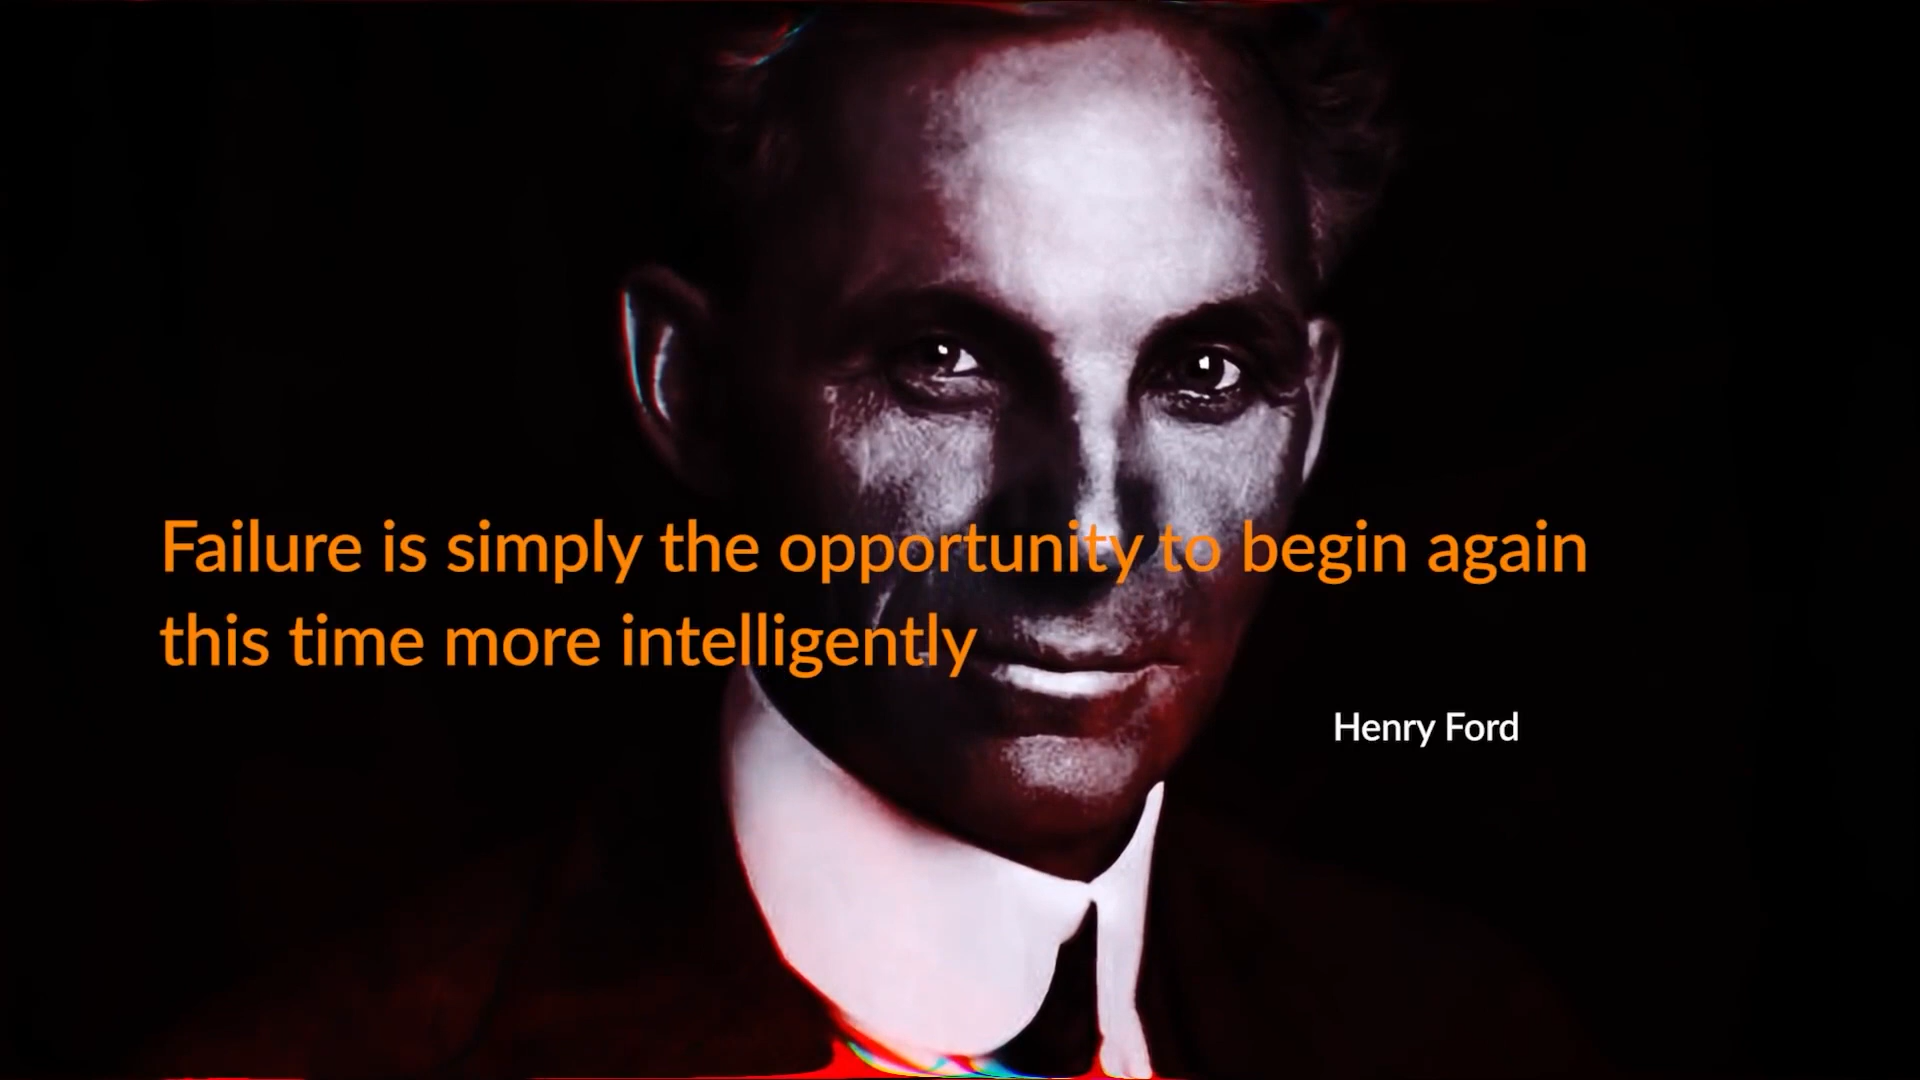 Failure is simply the opportunity to begin again
this time more intelligently
Henry Ford